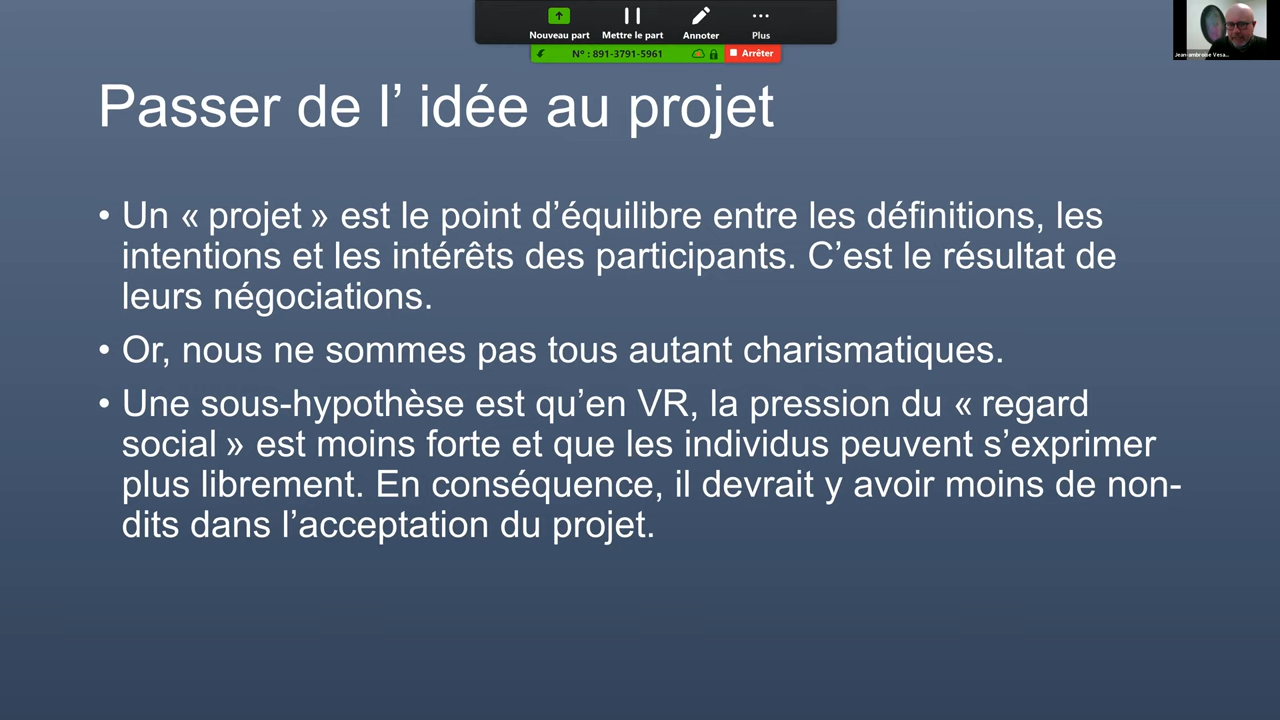 Nouveau part
Mettre le part
Annoter
Plus
N° : 891-3791-5961
Arrêter
Jean-ambroise Vesa...
Passer de l’ idée au projet
• Un « projet » est le point d’équilibre entre les définitions, les
intentions et les intérêts des participants. C’est le résultat de
leurs négociations.
• Or, nous ne sommes pas tous autant charismatiques.
• Une sous-hypothèse est qu’en VR, la pression du « regard
social » est moins forte et que les individus peuvent s’exprimer
plus librement. En conséquence, il devrait y avoir moins de non-
dits dans l’acceptation du projet.